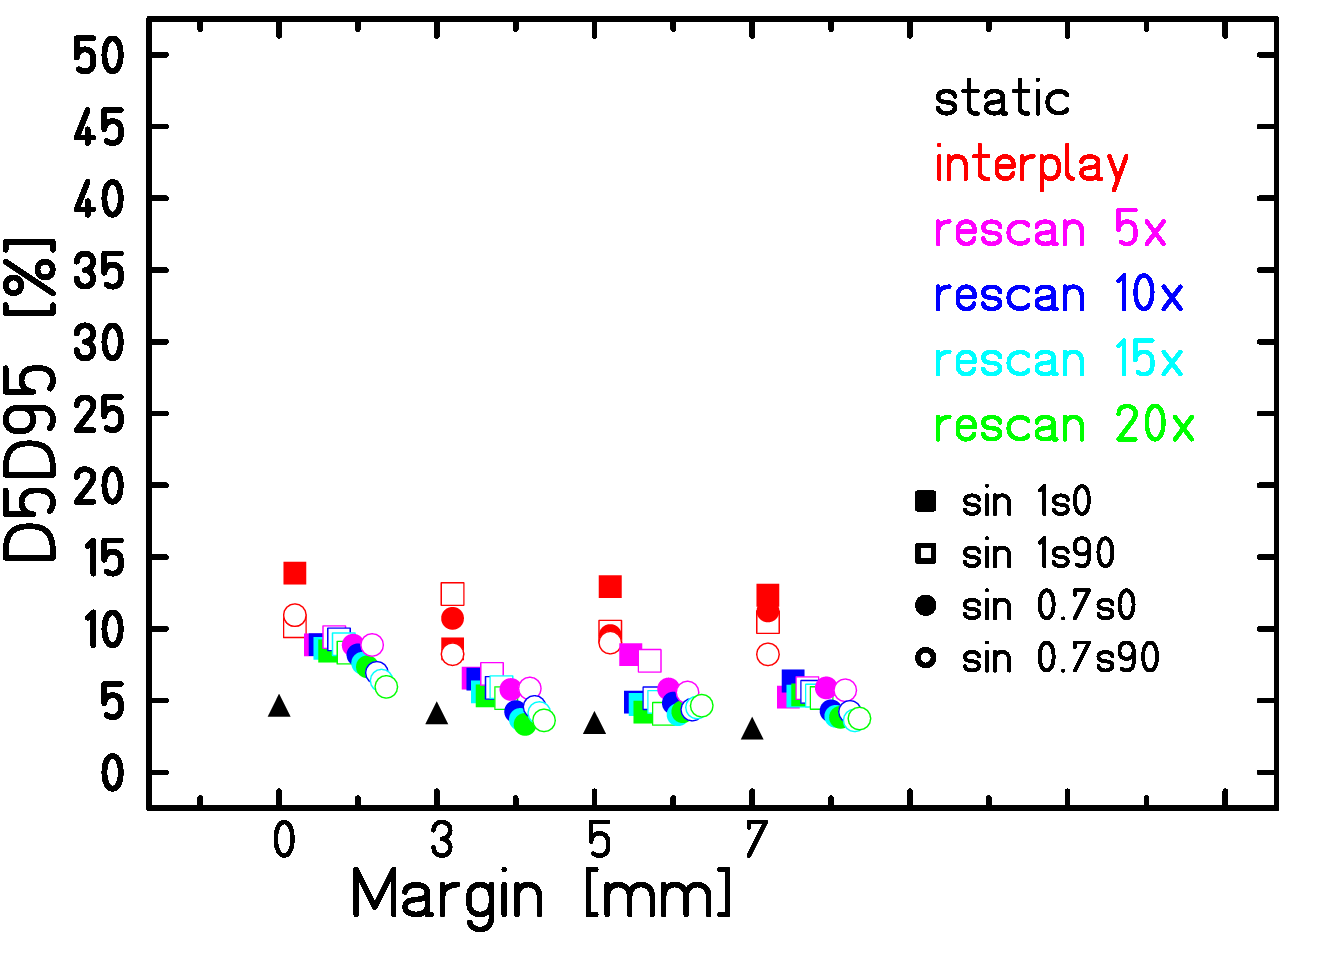 50
45
40
35
30
25
20
15
10
5
0
D5D95 [%]
0 3 5 7
Margin [mm]
static
interplay
rescan 5x
rescan 10x
rescan 15x
rescan 20x
sin 1s0
sin 1s90
sin 0.7s0
sin 0.7s90